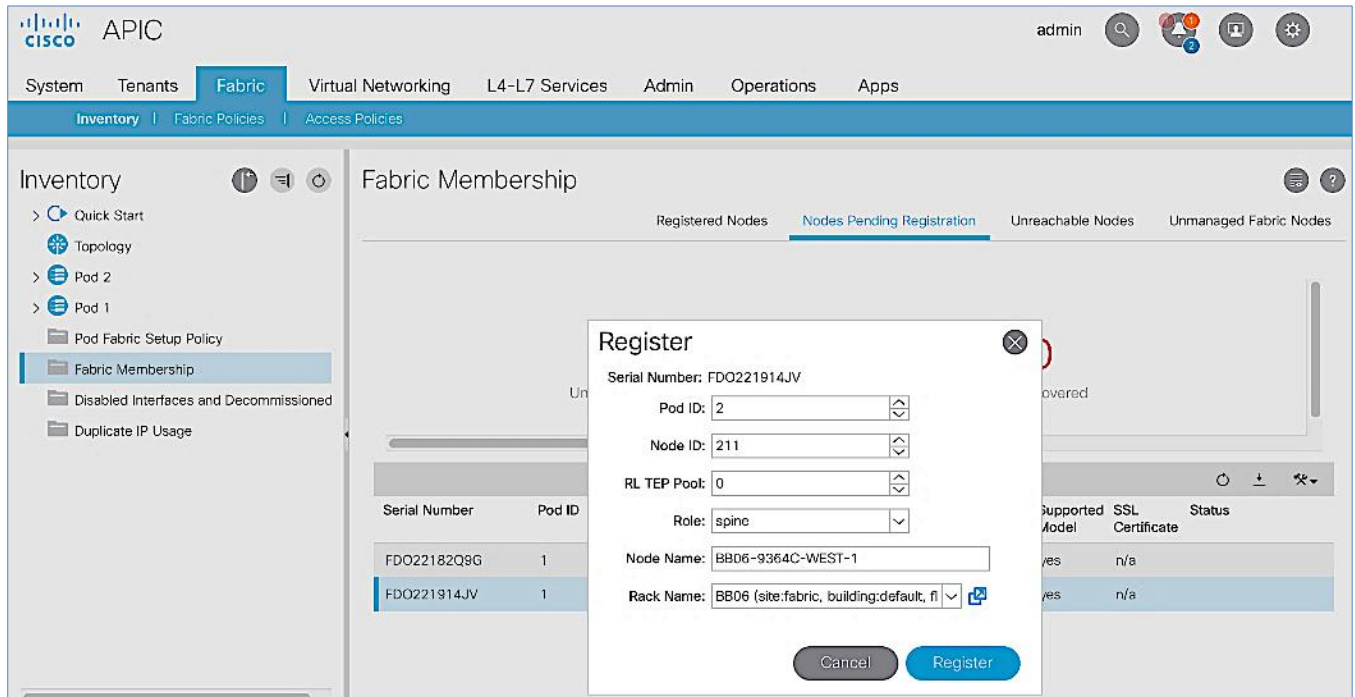 CISCO APIC admin 1 2
System Tenants Fabric Virtual Networking L4-L7 Services Admin Operations Apps
Inventory | Fabric Policies | Access Policies
Inventory
Quick Start
Topology
Pod 2
Pod 1
Pod Fabric Setup Policy
Fabric Membership
Disabled Interfaces and Decommissioned
Duplicate IP Usage
Fabric Membership
Registered Nodes Nodes Pending Registration Unreachable Nodes Unmanaged Fabric Nodes
Un overed
Serial Number Pod ID Supported Model SSL Certificate Status
FDO22182Q9G 1 yes n/a
FDO221914JV 1 yes n/a
Register
Serial Number: FDO221914JV
Pod ID: 2
Node ID: 211
RL TEP Pool: 0
Role: spine
Node Name: BB06-9364C-WEST-1
Rack Name: BB06 (site:fabric, building:default, fl
Cancel Register